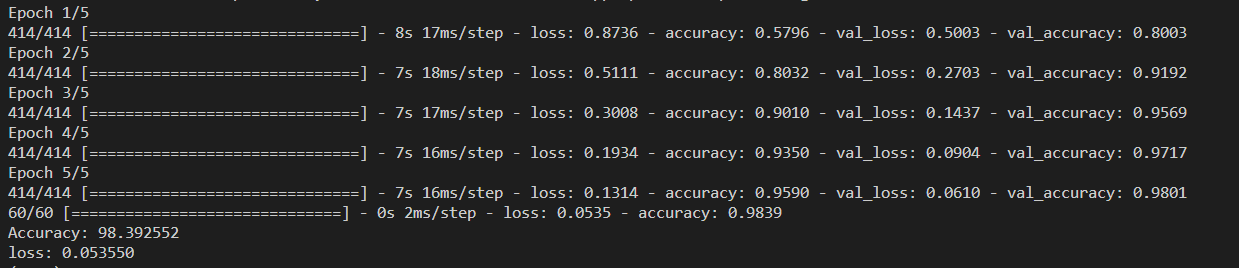 Epoch 1/5
414/414 [==============================] - 8s 17ms/step - loss: 0.8736 - accuracy: 0.5796 - val_loss: 0.5003 - val_accuracy: 0.8003
Epoch 2/5
414/414 [==============================] - 7s 18ms/step - loss: 0.5111 - accuracy: 0.8032 - val_loss: 0.2703 - val_accuracy: 0.9192
Epoch 3/5
414/414 [==============================] - 7s 17ms/step - loss: 0.3008 - accuracy: 0.9010 - val_loss: 0.1437 - val_accuracy: 0.9569
Epoch 4/5
414/414 [==============================] - 7s 16ms/step - loss: 0.1934 - accuracy: 0.9350 - val_loss: 0.0904 - val_accuracy: 0.9717
Epoch 5/5
414/414 [==============================] - 7s 16ms/step - loss: 0.1314 - accuracy: 0.9590 - val_loss: 0.0610 - val_accuracy: 0.9801
60/60 [==============================] - 0s 2ms/step - loss: 0.0535 - accuracy: 0.9839
Accuracy: 98.392552
loss: 0.053550